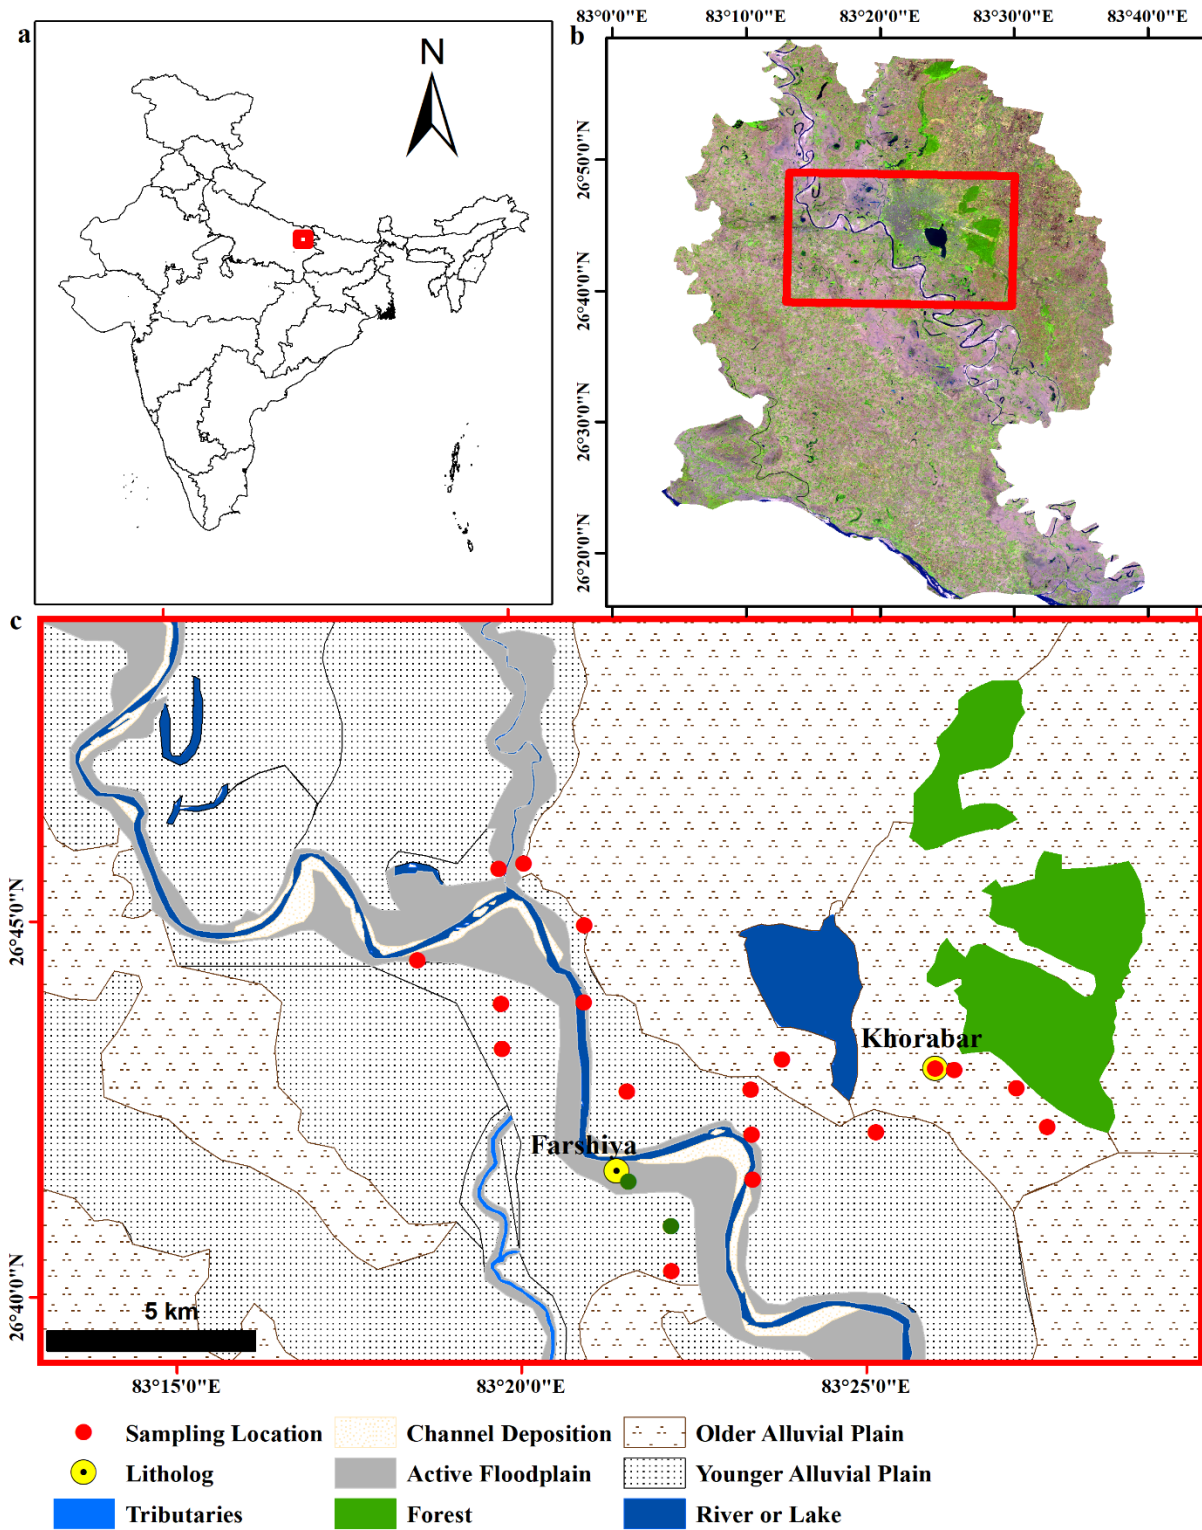 a
N
83°0'0"E 83°10'0"E 83°20'0"E 83°30'0"E 83°40'0"E
b
26°50'0"N
26°40'0"N
26°30'0"N
26°20'0"N
c
26°45'0"N
26°40'0"N
Khorabar
Farshiya
5 km
83°15'0"E 83°20'0"E 83°25'0"E
Sampling Location Channel Deposition Older Alluvial Plain
Litholog Active Floodplain Younger Alluvial Plain
Tributaries Forest River or Lake